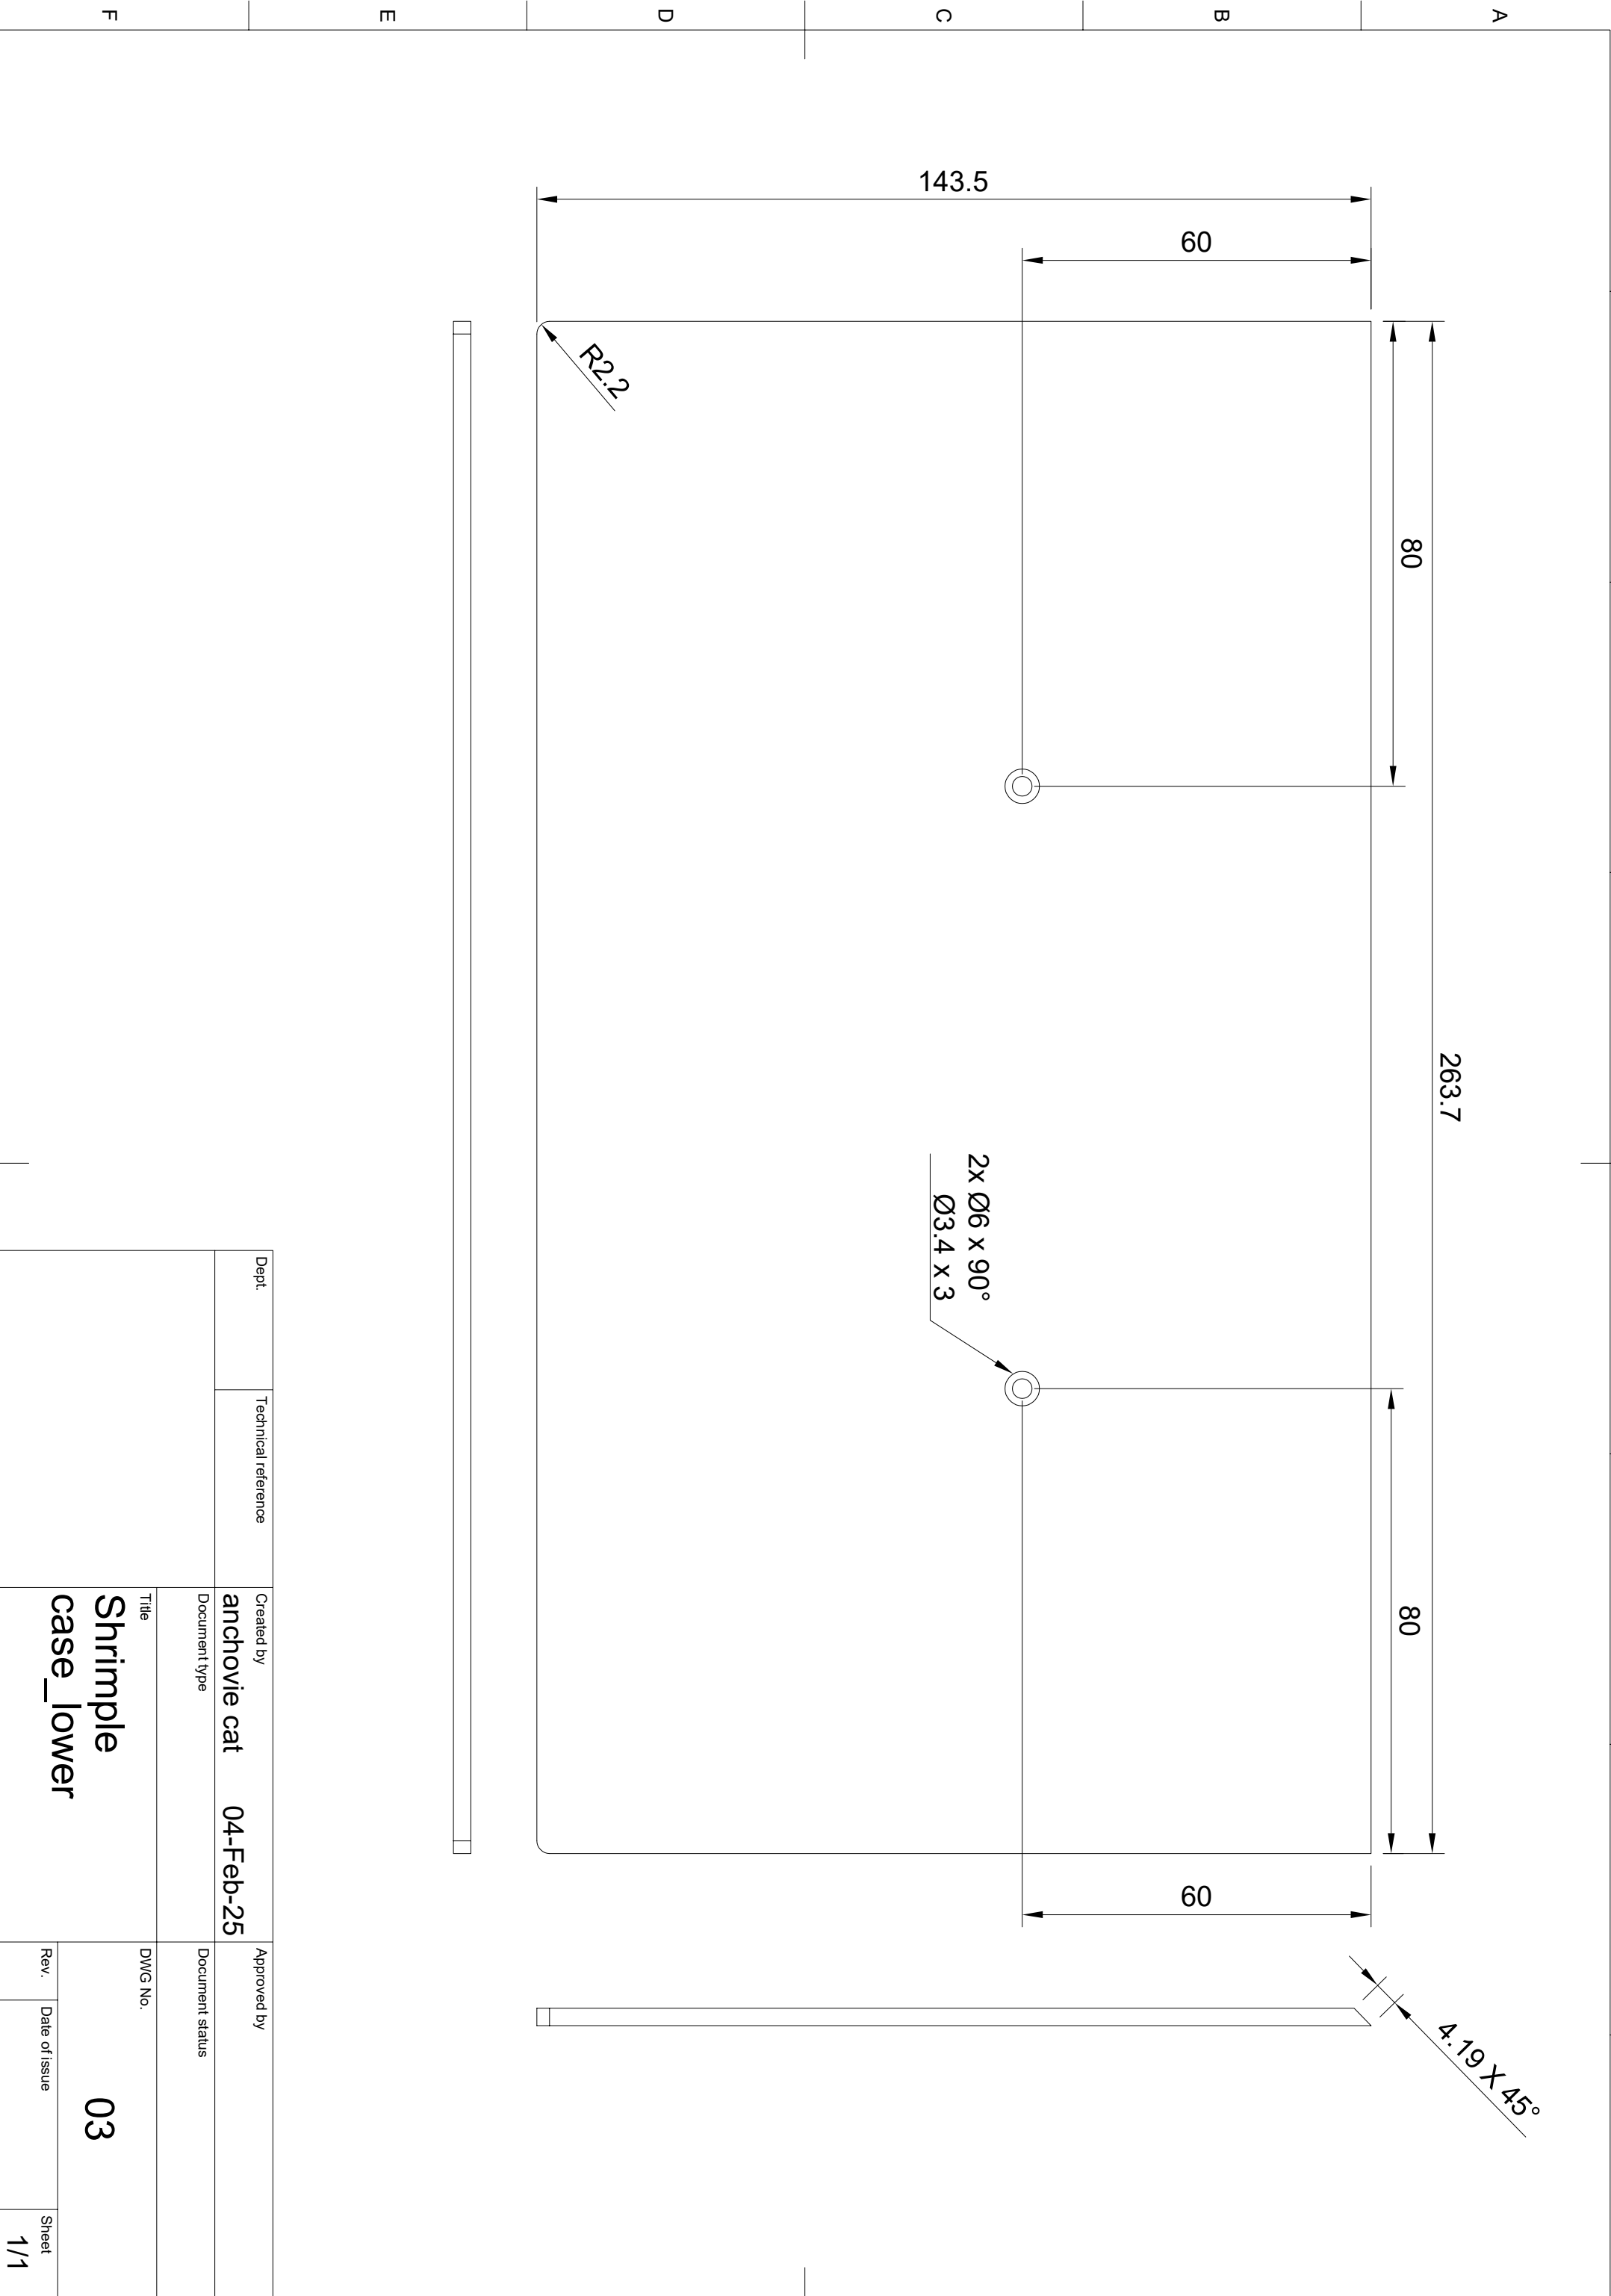 A
B
C
D
E
F
263.7
80
80
143.5
60
60
R2.2
2x Ø6 x 90°
Ø3.4 x 3
4.19 X 45°
Dept.
Technical reference
Created by
anchovie cat 04-Feb-25
Approved by
Document type
Document status
Title
Shrimple
case_lower
DWG No.
03
Rev.
Date of issue
Sheet
1/1